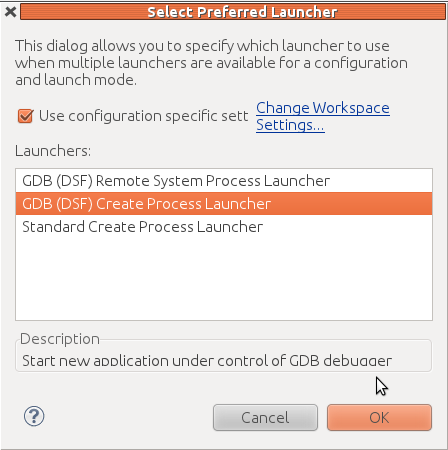 Select Preferred Launcher
This dialog allows you to specify which launcher to use
when multiple launchers are available for a configuration
and launch mode.
Use configuration specific sett
Change Workspace
Settings...
Launchers:
GDB (DSF) Remote System Process Launcher
GDB (DSF) Create Process Launcher
Standard Create Process Launcher
Description
Start new application under control of GDB debugger
?
Cancel
OK